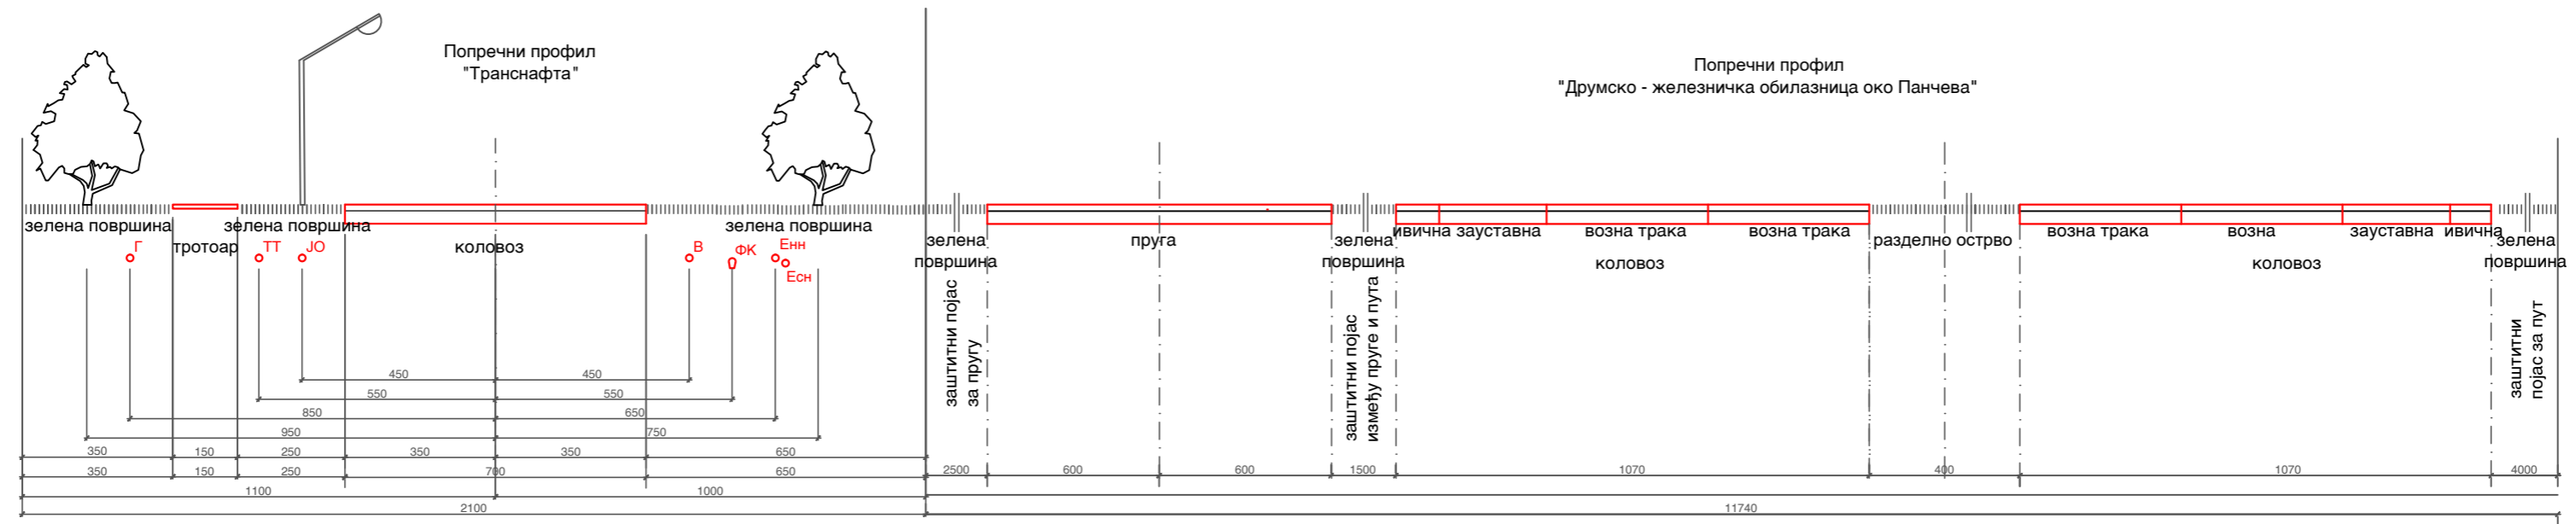 Попречни профил
"Транснафта"
Попречни профил
"Друмско - железничка обилазница око Панчева"
зелена површина
тротоар
зелена површина
коловоз
зелена површина
Г
ТТ
ЈО
В
ФК
Енн
Есн
зелена
површина
пруга
зелена
површина
ивична
зауставна
возна трака
возна трака
коловоз
разделно острво
возна трака
возна
зауставна
ивична
коловоз
зелена
површина
заштитни појас
за пругу
заштитни појас
између пруге и пута
заштитни
појас за пут
450
450
550
550
850
650
950
750
350
150
250
350
350
650
350
150
250
700
650
2500
600
600
1500
1070
400
1070
4000
1100
1000
2100
11740